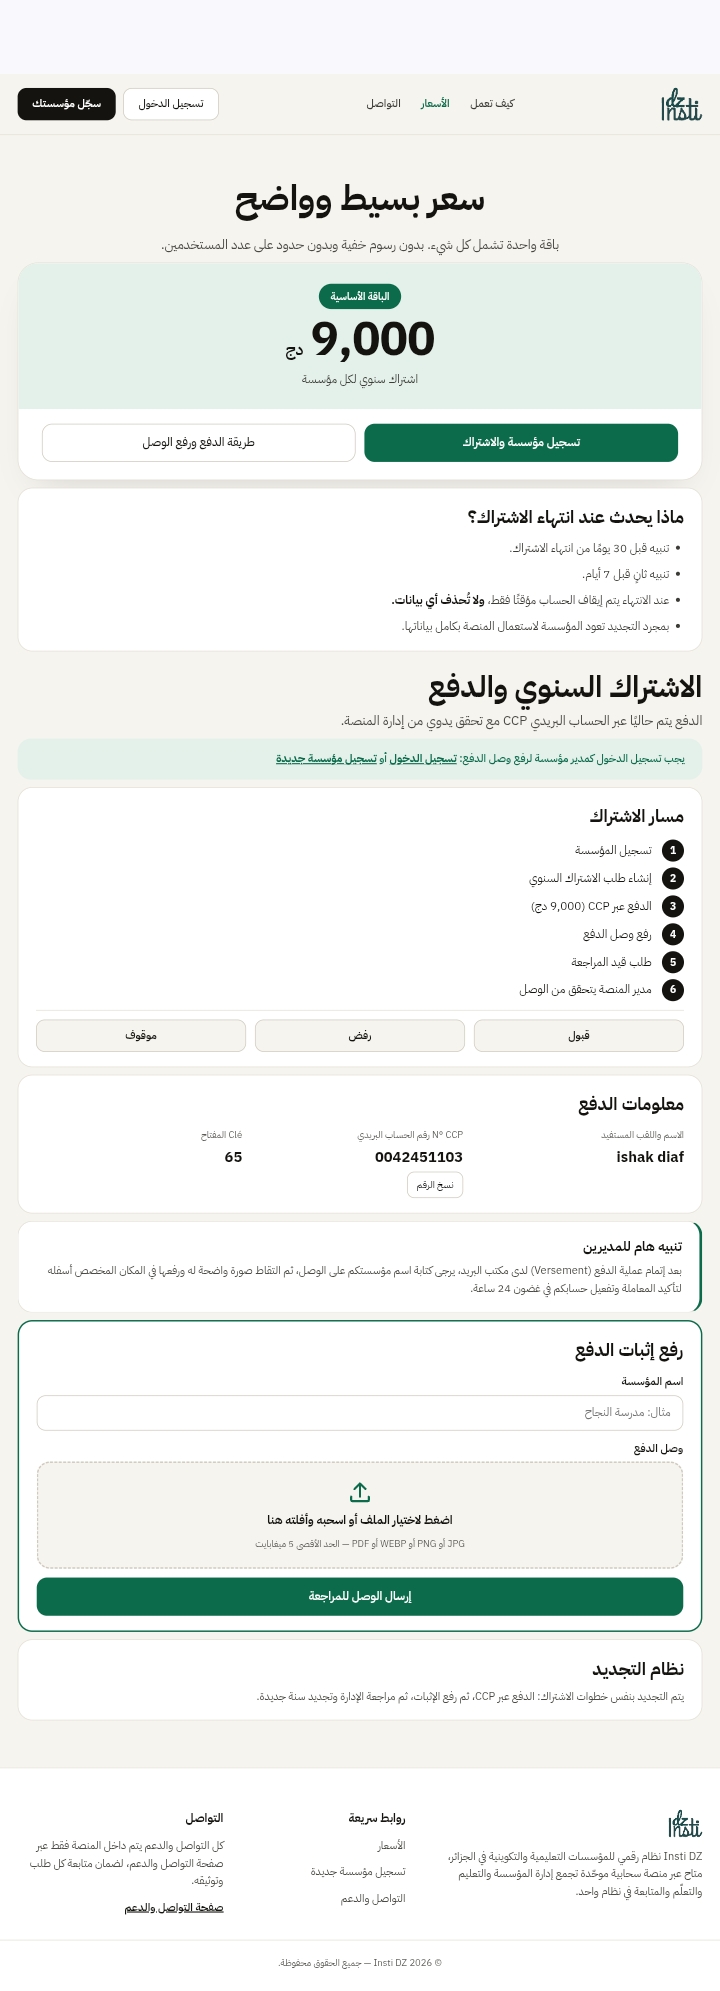 Insti dz
كيف تعمل
الأسعار
التواصل
تسجيل الدخول
سجّل مؤسستك
سعر بسيط وواضح
باقة واحدة تشمل كل شيء. بدون رسوم خفية وبدون حدود على عدد المستخدمين.
الباقة الأساسية
9,000 دج
اشتراك سنوي لكل مؤسسة
تسجيل مؤسسة والاشتراك
طريقة الدفع ورفع الوصل
ماذا يحدث عند انتهاء الاشتراك؟
• تنبيه قبل 30 يومًا من انتهاء الاشتراك.
• تنبيه ثانٍ قبل 7 أيام.
• عند الانتهاء يتم إيقاف الحساب مؤقتًا فقط، ولا تُحذف أي بيانات.
• بمجرد التجديد تعود المؤسسة لاستعمال المنصة بكامل بياناتها.
الاشتراك السنوي والدفع
الدفع يتم حاليًا عبر الحساب البريدي CCP مع تحقق يدوي من إدارة المنصة.
يجب تسجيل الدخول كمدير مؤسسة لرفع وصل الدفع: تسجيل الدخول أو تسجيل مؤسسة جديدة
مسار الاشتراك
1 تسجيل المؤسسة
2 إنشاء طلب الاشتراك السنوي
3 الدفع عبر CCP (9,000 دج)
4 رفع وصل الدفع
5 طلب قيد المراجعة
6 مدير المنصة يتحقق من الوصل
قبول
رفض
موقوف
معلومات الدفع
الاسم واللقب المستفيد
ishak diaf
N° CCP رقم الحساب البريدي
0042451103
نسخ الرقم
Clé المفتاح
65
تنبيه هام للمديرين
بعد إتمام عملية الدفع (Versement) لدى مكتب البريد، يرجى كتابة اسم مؤسستكم على الوصل، ثم التقاط صورة واضحة له ورفعها في المكان المخصص أسفله
لتأكيد المعاملة وتفعيل حسابكم في غضون 24 ساعة.
رفع إثبات الدفع
اسم المؤسسة
مثال: مدرسة النجاح
وصل الدفع
اضغط لاختيار الملف أو اسحبه وأفلته هنا
JPG أو PNG أو WEBP أو PDF — الحد الأقصى 5 ميغابايت
إرسال الوصل للمراجعة
نظام التجديد
يتم التجديد بنفس خطوات الاشتراك: الدفع عبر CCP، ثم رفع الإثبات، ثم مراجعة الإدارة وتجديد سنة جديدة.
Insti dz
Insti DZ نظام رقمي للمؤسسات التعليمية والتكوينية في الجزائر،
متاح عبر منصة سحابية موحّدة تجمع إدارة المؤسسة والتعليم
والتعلّم والمتابعة في نظام واحد.
روابط سريعة
الأسعار
تسجيل مؤسسة جديدة
التواصل والدعم
التواصل
كل التواصل والدعم يتم داخل المنصة فقط عبر
صفحة التواصل والدعم، لضمان متابعة كل طلب
وتوثيقه.
صفحة التواصل والدعم
© 2026 Insti DZ — جميع الحقوق محفوظة.